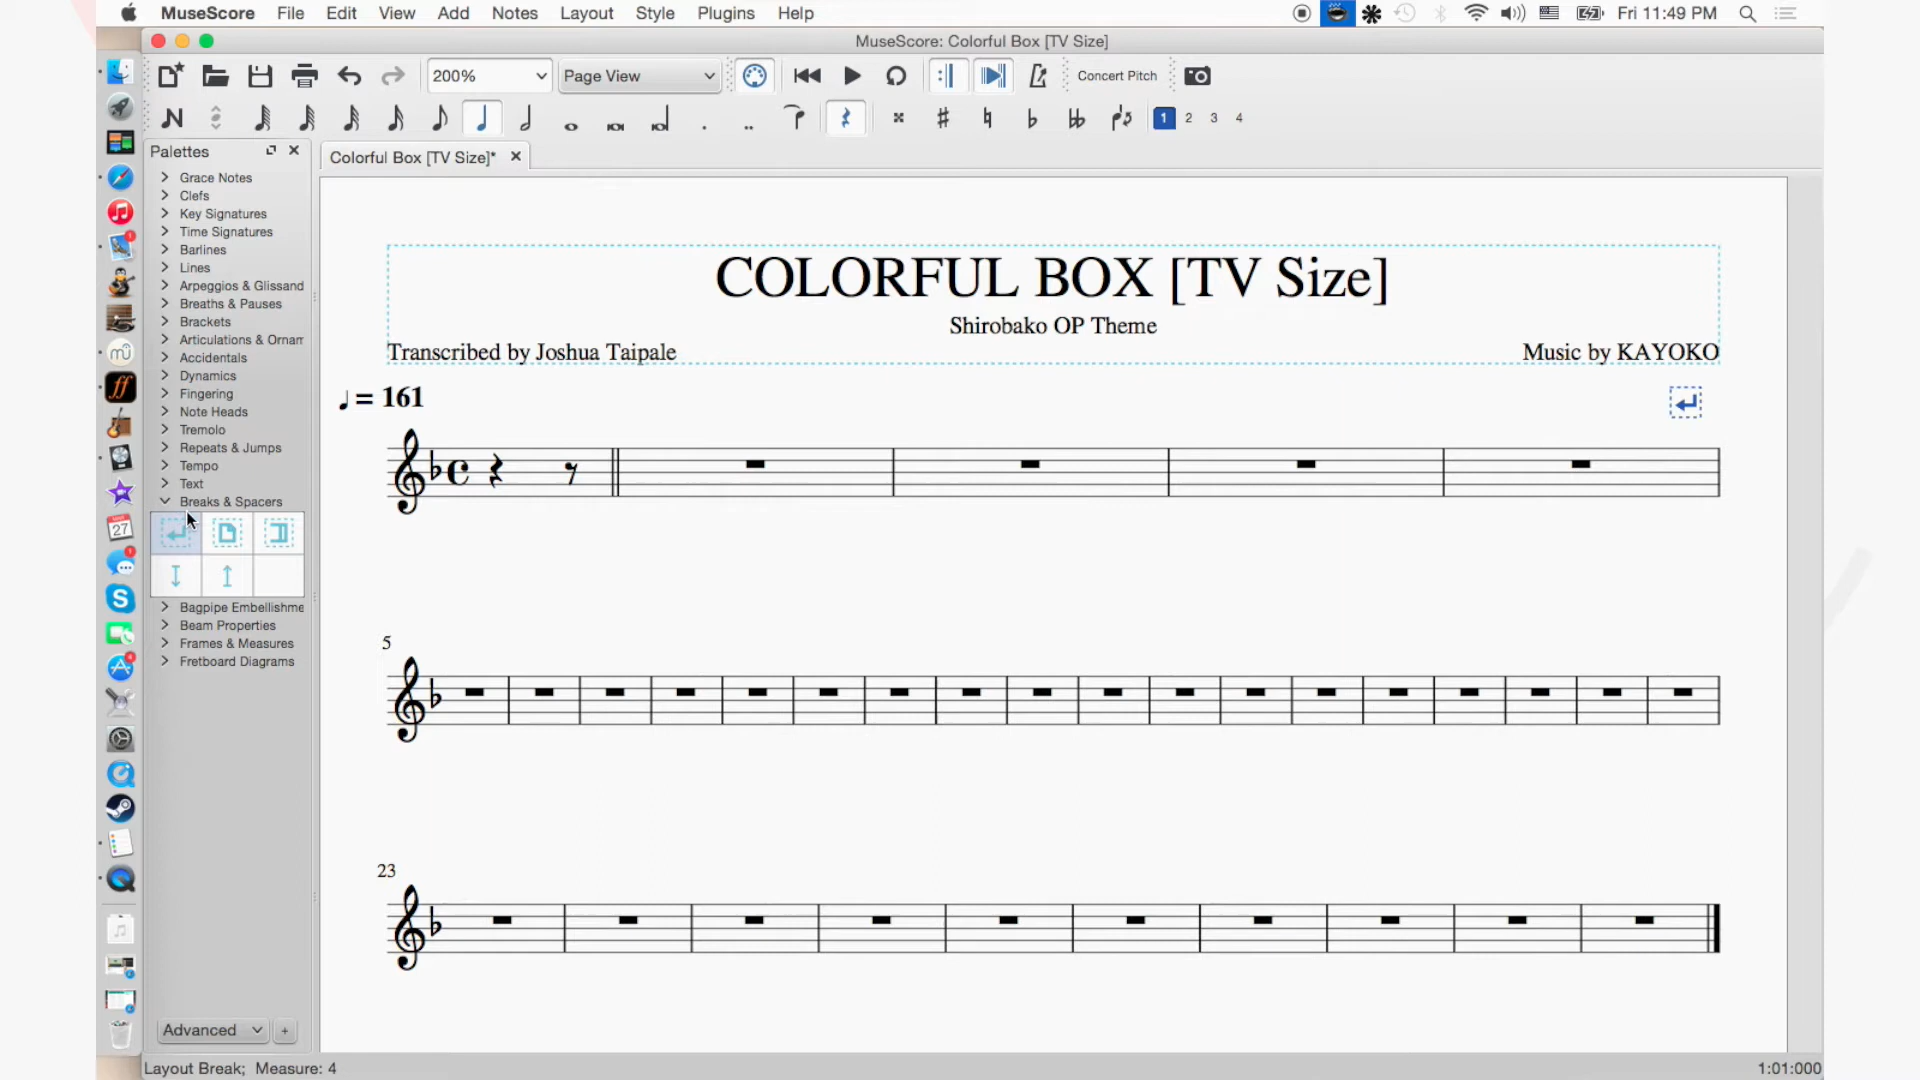 MuseScore File Edit View Add Notes Layout Style Plugins Help Fri 11:49 PM
MuseScore: Colorful Box [TV Size]
200% Page View Concert Pitch
1 2 3 4
Palettes
Colorful Box [TV Size]*
Grace Notes
Clefs
Key Signatures
Time Signatures
Barlines
Lines
Arpeggios & Glissand
Breaths & Pauses
Brackets
Articulations & Ornam
Accidentals
Dynamics
Fingering
Note Heads
Tremolo
Repeats & Jumps
Tempo
Text
Breaks & Spacers
Bagpipe Embellishme
Beam Properties
Frames & Measures
Fretboard Diagrams
Advanced +
COLORFUL BOX [TV Size]
Shirobako OP Theme
Transcribed by Joshua Taipale Music by KAYOKO
= 161
5
23
27
Layout Break; Measure: 4 1:01:000